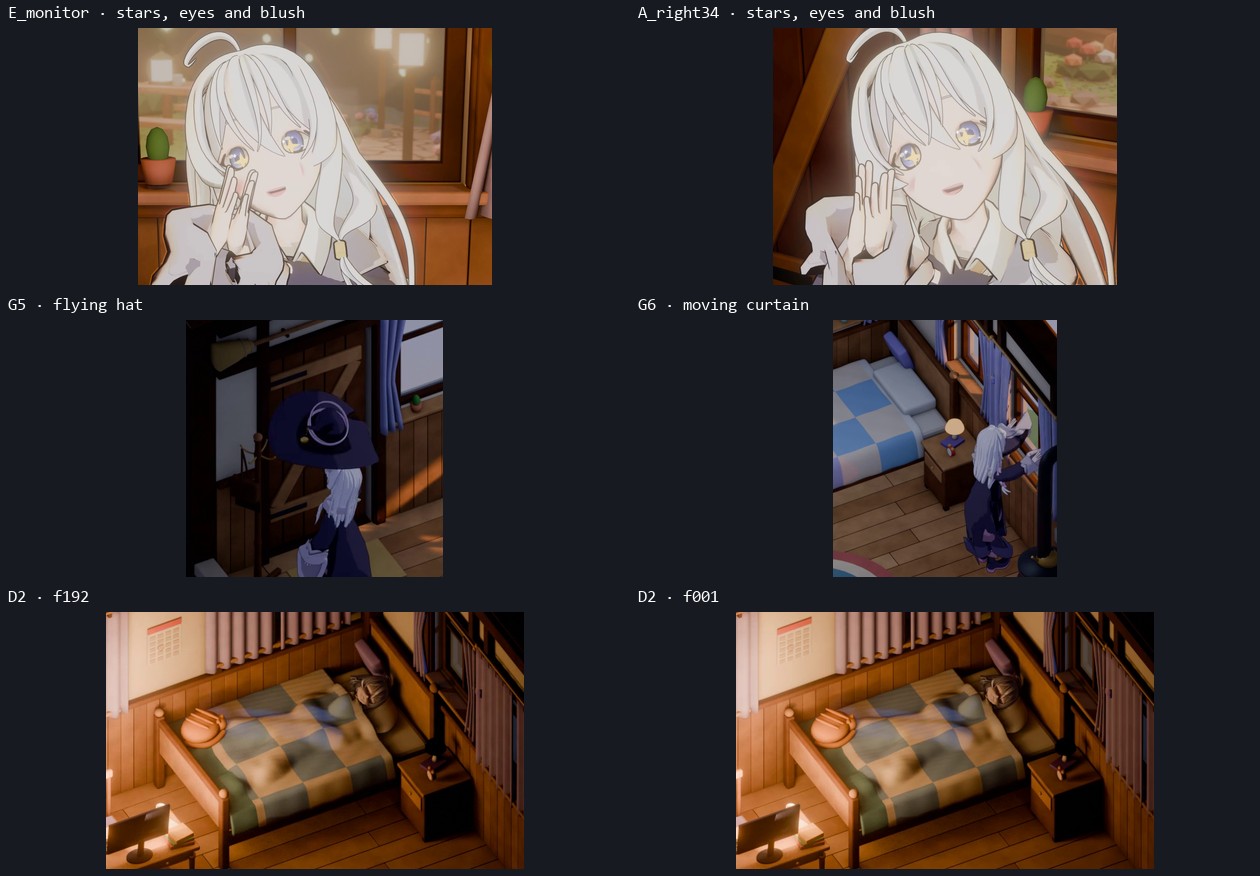 E_monitor · stars, eyes and blush
A_right34 · stars, eyes and blush
G5 · flying hat
G6 · moving curtain
D2 · f192
D2 · f001